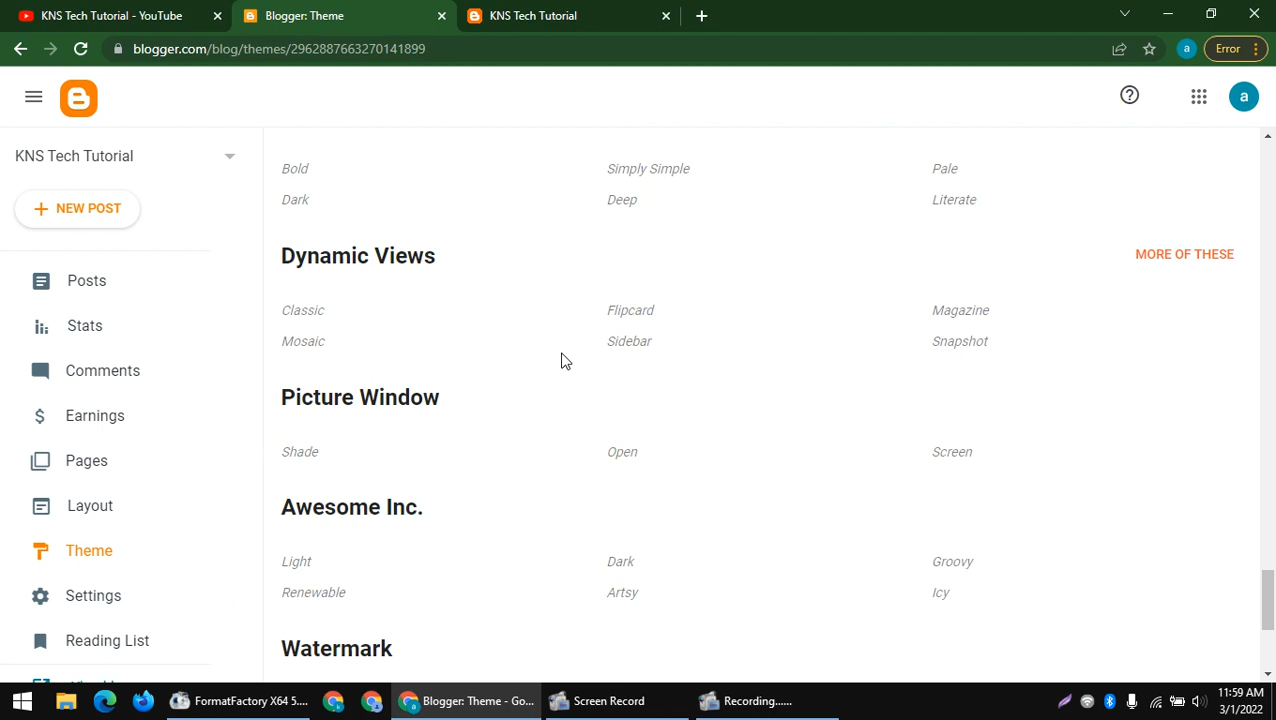 KNS Tech Tutorial - YouTube
Blogger: Theme
KNS Tech Tutorial
blogger.com/blog/themes/2962887663270141899
a
Error
a
KNS Tech Tutorial
NEW POST
Posts
Stats
Comments
Earnings
Pages
Layout
Theme
Settings
Reading List
Bold
Simply Simple
Pale
Dark
Deep
Literate
Dynamic Views
MORE OF THESE
Classic
Flipcard
Magazine
Mosaic
Sidebar
Snapshot
Picture Window
Shade
Open
Screen
Awesome Inc.
Light
Dark
Groovy
Renewable
Artsy
Icy
Watermark
FormatFactory X64 5....
Blogger: Theme - Go...
Screen Record
Recording......
11:59 AM
3/1/2022